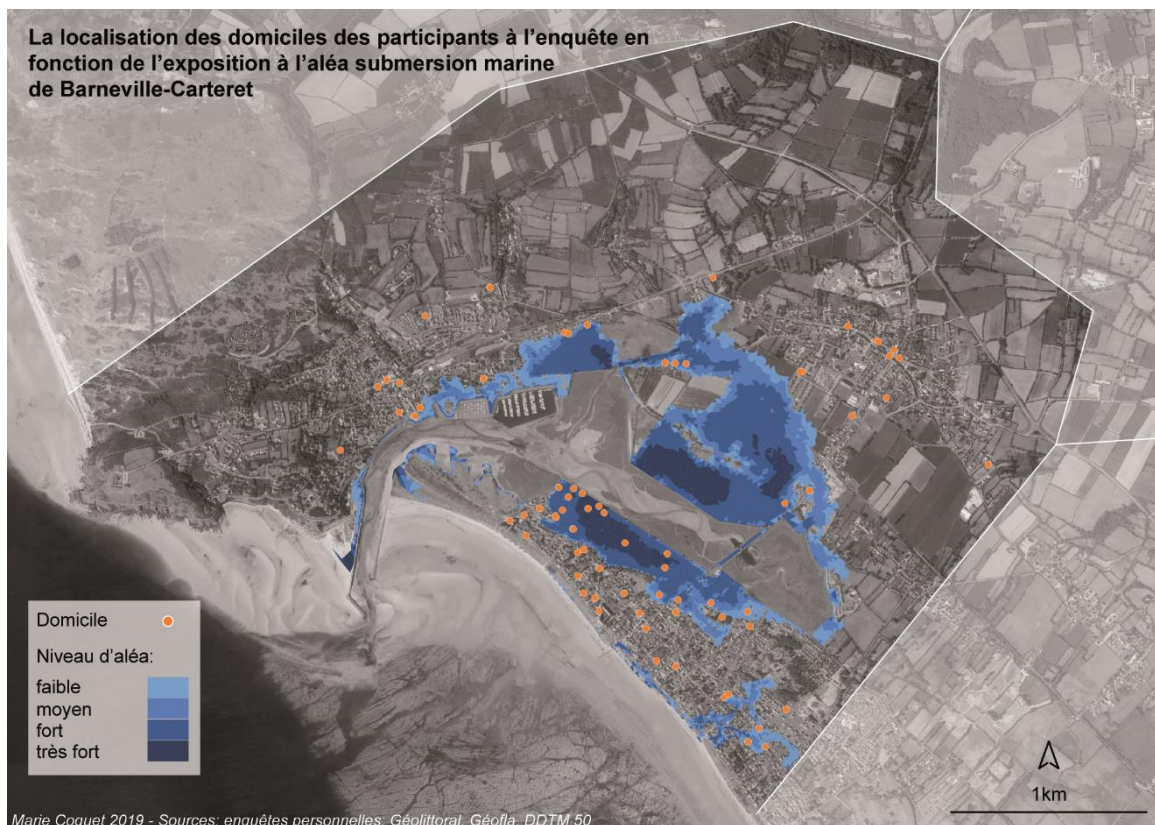 La localisation des domiciles des participants à l'enquête en
fonction de l'exposition à l'aléa submersion marine
de Barneville-Carteret
Domicile
Niveau d'aléa:
faible
moyen
fort
très fort
1km
Marie Coquet 2019 - Sources: enquêtes personnelles, Géolittoral, Géofla, DDTM 50